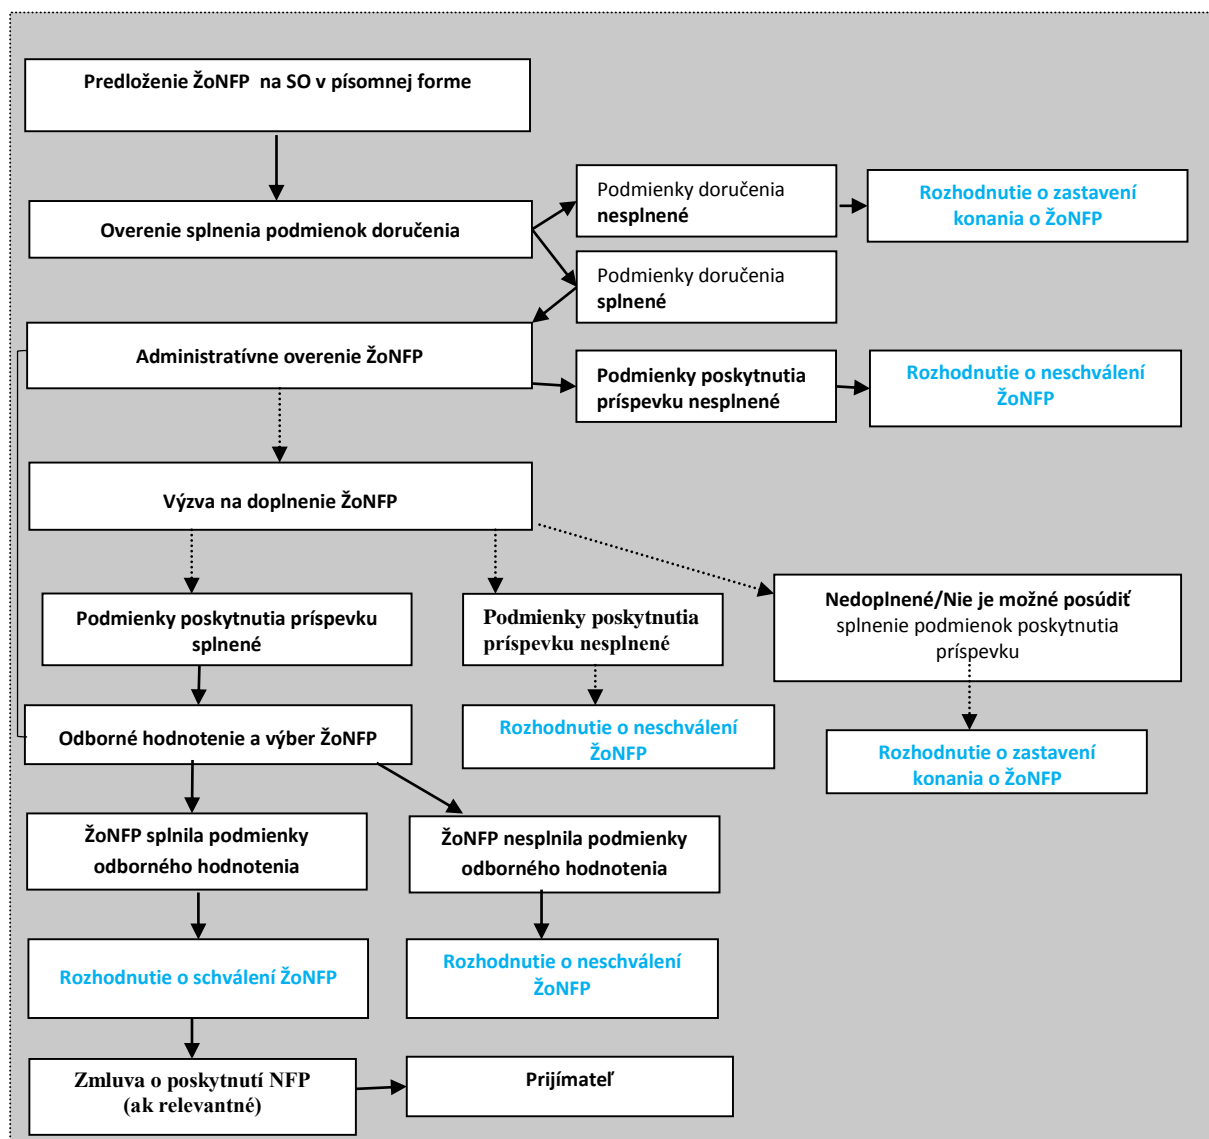 Predloženie ŽoNFP  na SO v písomnej forme
Podmienky doručenia
nesplnené
Rozhodnutie o zastavení
konania o ŽoNFP
Overenie splnenia podmienok doručenia
Podmienky doručenia
splnené
Administratívne overenie ŽoNFP
Podmienky poskytnutia
príspevku nesplnené
Rozhodnutie o neschválení
ŽoNFP
Výzva na doplnenie ŽoNFP
Podmienky poskytnutia príspevku
splnené
Podmienky poskytnutia
príspevku nesplnené
Nedoplnené/Nie je možné posúdiť
splnenie podmienok poskytnutia
príspevku
Odborné hodnotenie a výber ŽoNFP
Rozhodnutie o neschválení
ŽoNFP
Rozhodnutie o zastavení
konania o ŽoNFP
ŽoNFP splnila podmienky
odborného hodnotenia
ŽoNFP nesplnila podmienky
odborného hodnotenia
Rozhodnutie o schválení ŽoNFP
Rozhodnutie o neschválení
ŽoNFP
Zmluva o poskytnutí NFP
(ak relevantné)
Prijímateľ